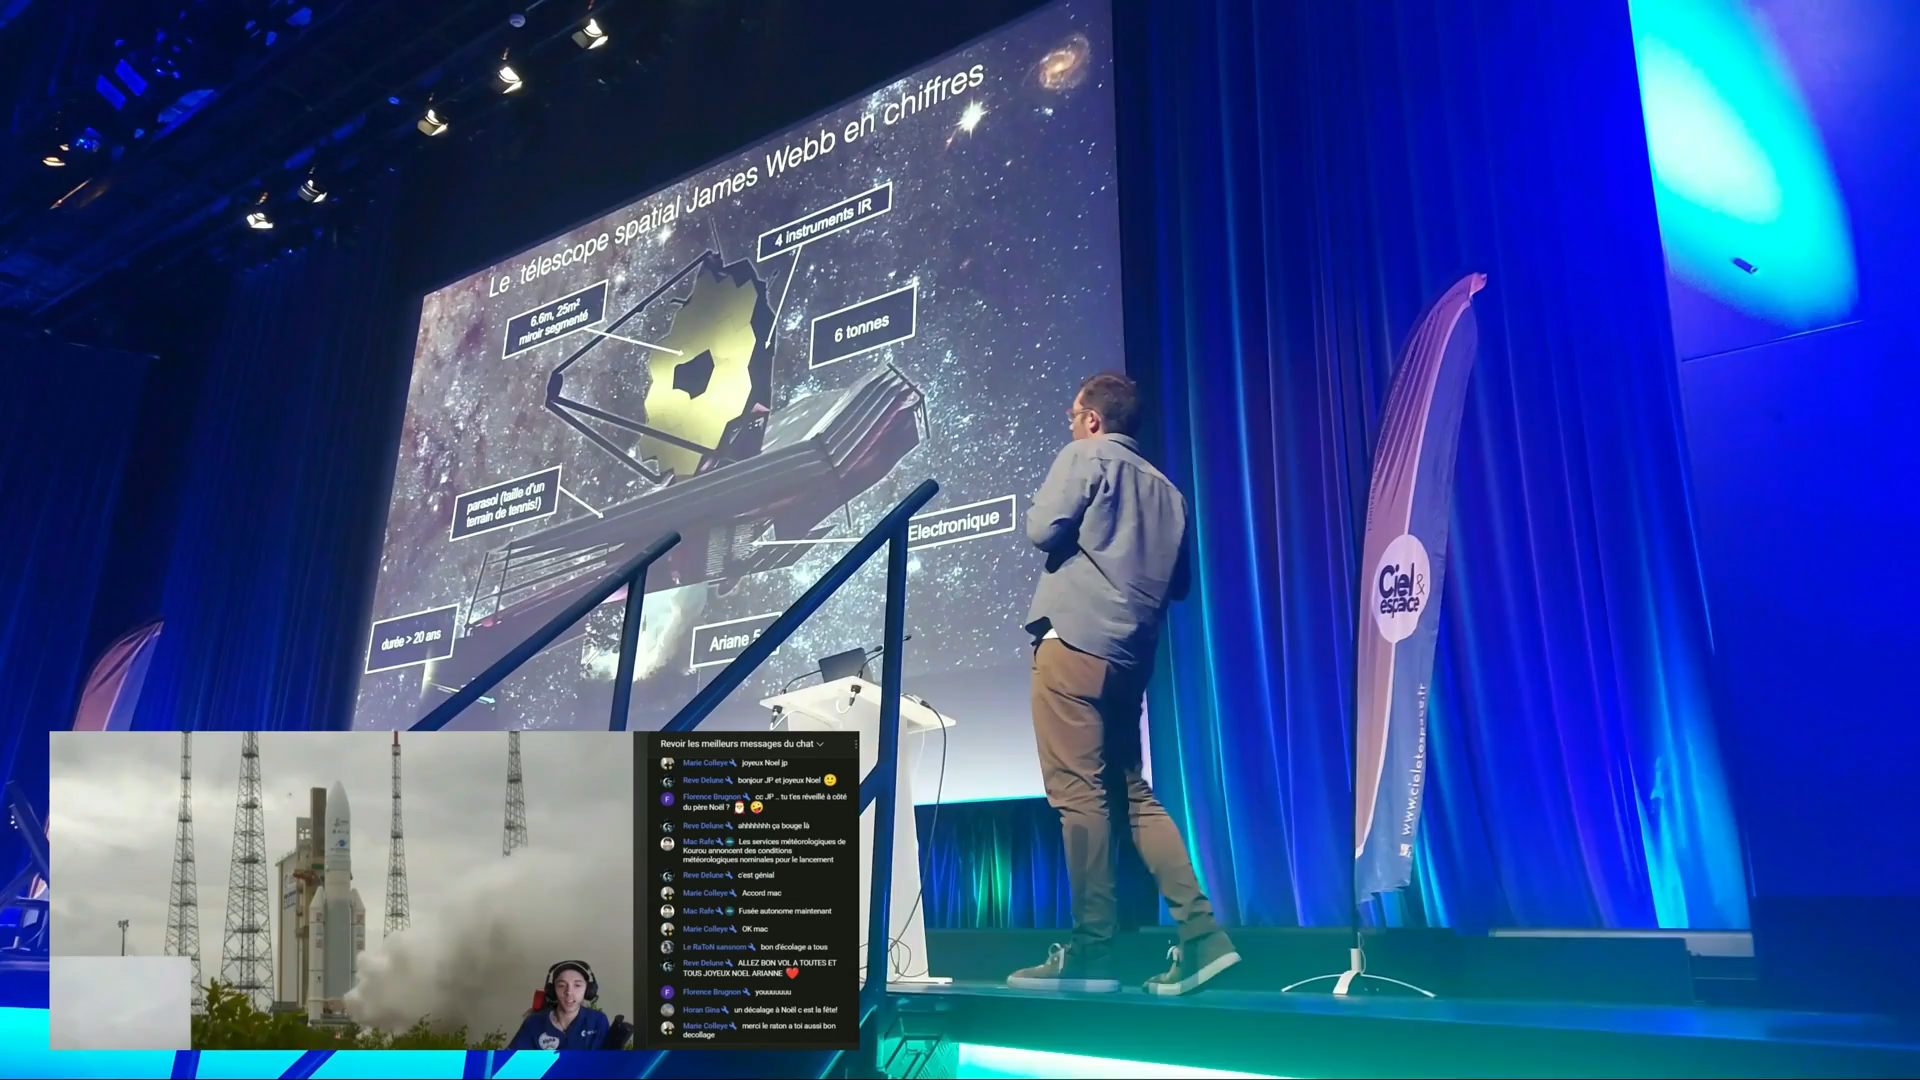 Le télescope spatial James Webb en chiffres
4 instruments IR
6.6m, 25m²
miroir segmenté
6 tonnes
parasol (taille d'un
terrain de tennis!)
Electronique
durée > 20 ans
Ariane 5
Ciel &
espace
www.cieletespace.fr
Revoir les meilleurs messages du chat
Marie Colleye joyeux Noel jp
Reve Delune bonjour JP et joyeux Noel
Florence Brugnon cc JP .. tu t'es réveillé à côté
du père Noël ?
Reve Delune ahhhhhhh ça bouge là
Mac Rafe Les services météorologiques de
Kourou annoncent des conditions
météorologiques nominales pour le lancement
Reve Delune c'est génial
Marie Colleye Accord mac
Mac Rafe Fusée autonome maintenant
Marie Colleye OK mac
Le RaToN sansnom bon d'écolage a tous
Reve Delune ALLEZ BON VOL A TOUTES ET
TOUS JOYEUX NOEL ARIANNE
Florence Brugnon youuuuuuu
Horan Gina un décalage à Noël c est la fête!
Marie Colleye merci le raton a toi aussi bon
decollage